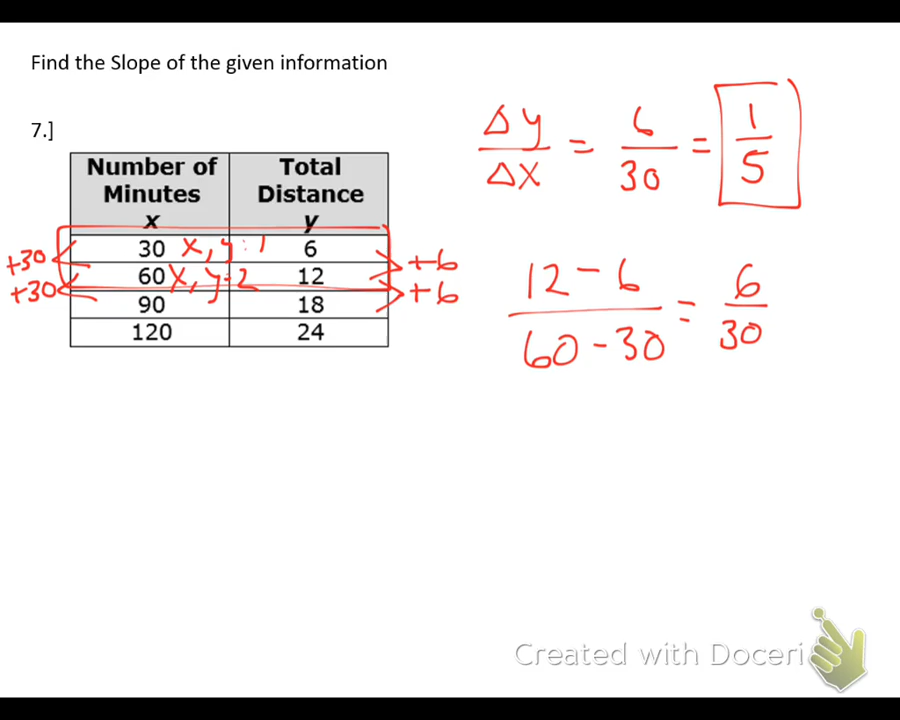 Find the Slope of the given information
7.]
Number of Minutes x | Total Distance y
30 x, y: 1 | 6
60 x, y: 2 | 12
90 | 18
120 | 24
+30
+30
+6
+6
Δy/Δx = 6/30 = 1/5
12 - 6 / 60 - 30 = 6/30
Created with Doceri